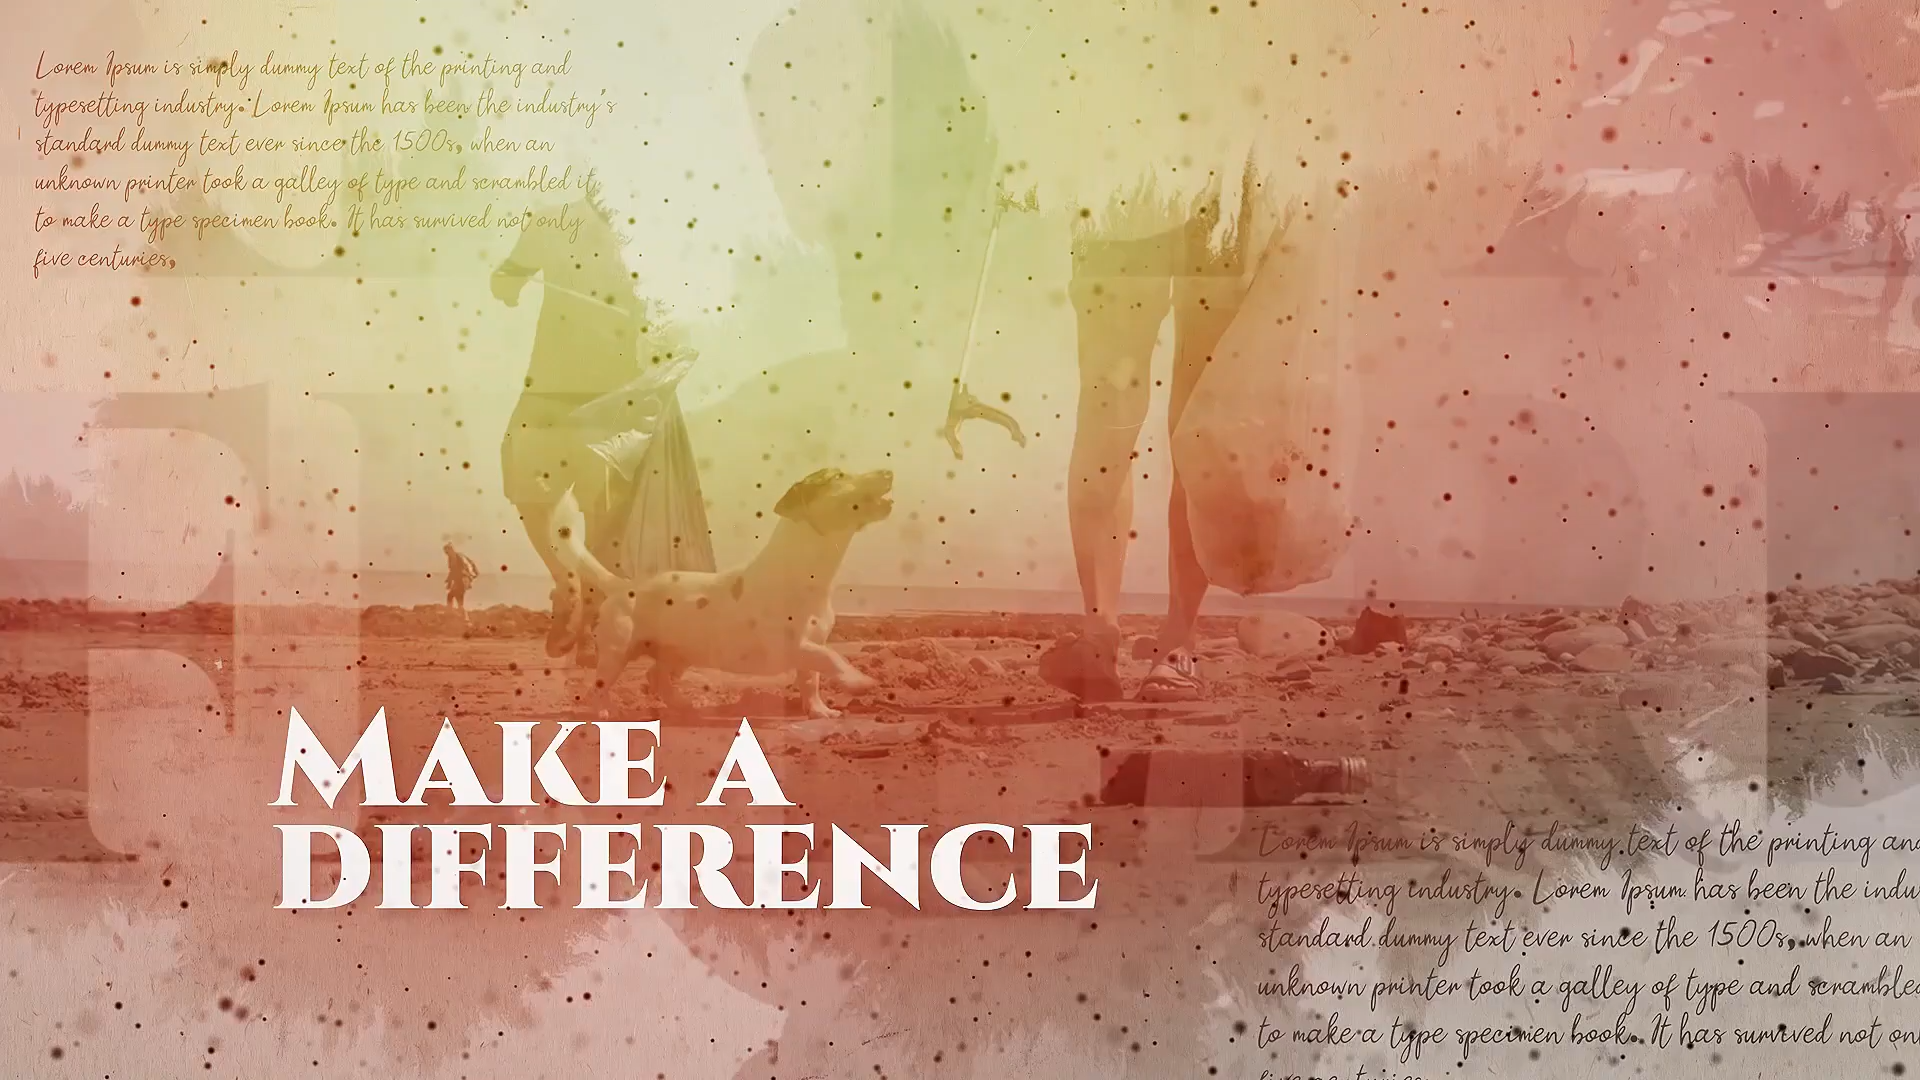 Lorem Ipsum is simply dummy text of the printing and
typesetting industry. Lorem Ipsum has been the industry's
standard dummy text ever since the 1500s, when an
unknown printer took a galley of type and scrambled it
to make a type specimen book. It has survived not only
five centuries,
MAKE A
DIFFERENCE
Lorem Ipsum is simply dummy text of the printing and
typesetting industry. Lorem Ipsum has been the indu
standard dummy text ever since the 1500s, when an
unknown printer took a galley of type and scrambled
to make a type specimen book. It has survived not on